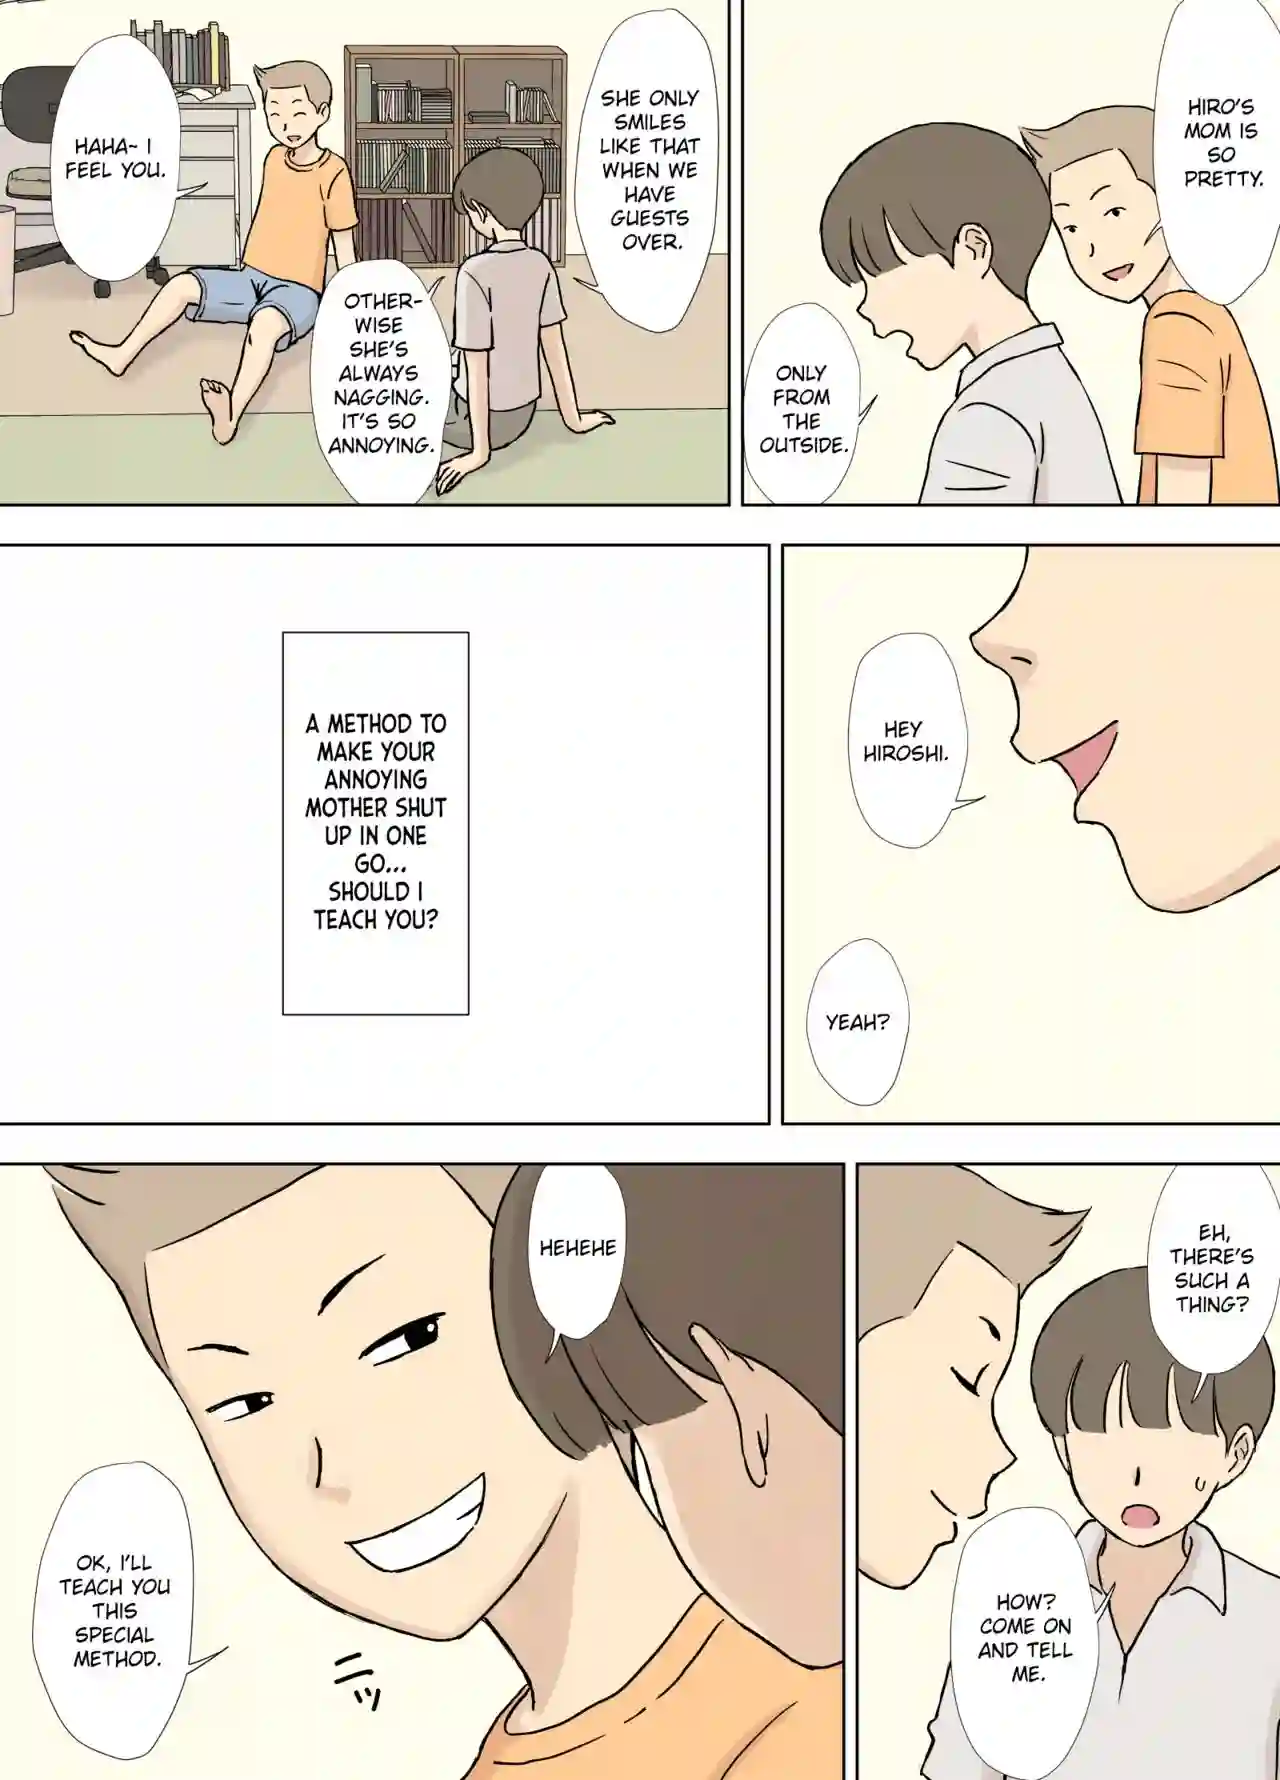 HIRO'S
MOM IS
SO
PRETTY.
ONLY
FROM
THE
OUTSIDE.
SHE ONLY
SMILES
LIKE THAT
WHEN WE
HAVE
GUESTS
OVER.
OTHER-
WISE
SHE'S
ALWAYS
NAGGING.
IT'S SO
ANNOYING.
HAHA~ I
FEEL YOU.
HEY
HIROSHI.
YEAH?
A METHOD TO
MAKE YOUR
ANNOYING
MOTHER SHUT
UP IN ONE
GO...
SHOULD I
TEACH YOU?
EH,
THERE'S
SUCH A
THING?
HOW?
COME ON
AND TELL
ME.
HEHEHE
OK, I'LL
TEACH YOU
THIS
SPECIAL
METHOD.
ニッ